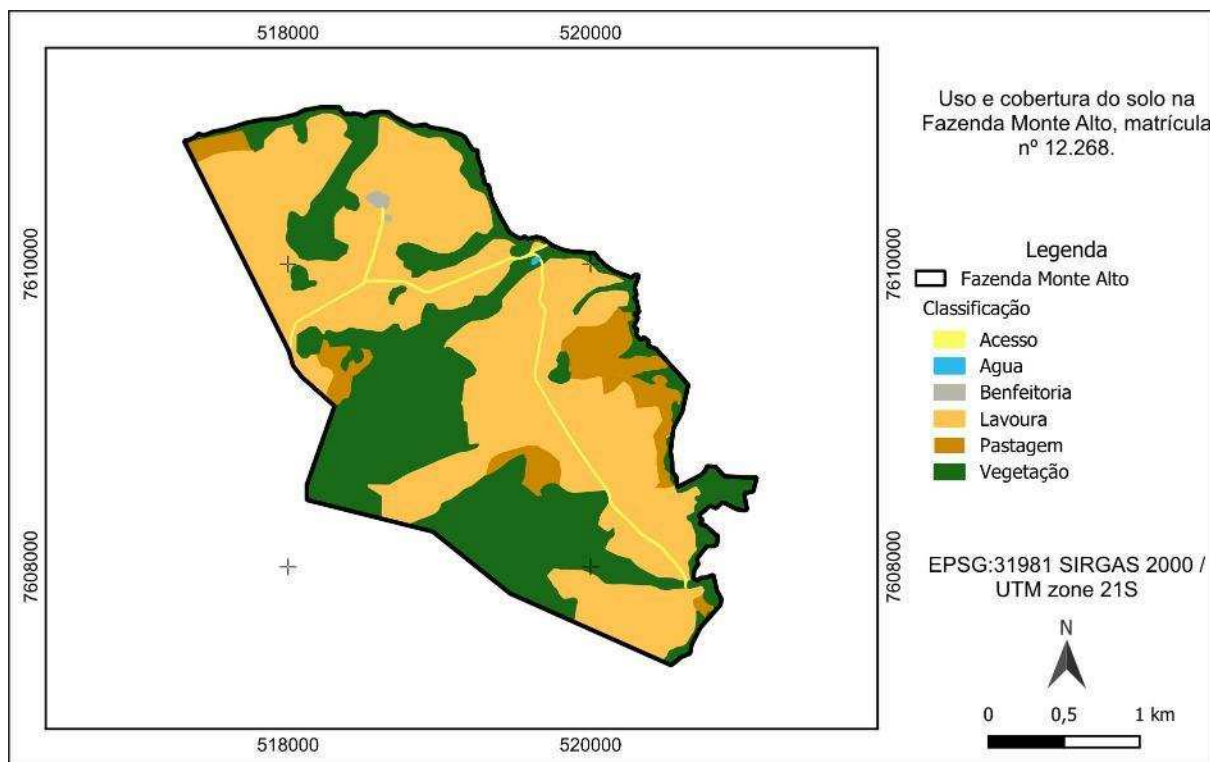 518000
520000
Uso e cobertura do solo na
Fazenda Monte Alto, matrícula
nº 12.268.
7610000
7610000
Legenda
Fazenda Monte Alto
Classificação
Acesso
Agua
Benfeitoria
Lavoura
Pastagem
Vegetação
7608000
7608000
EPSG:31981 SIRGAS 2000 /
UTM zone 21S
N
0 0,5 1 km
518000
520000